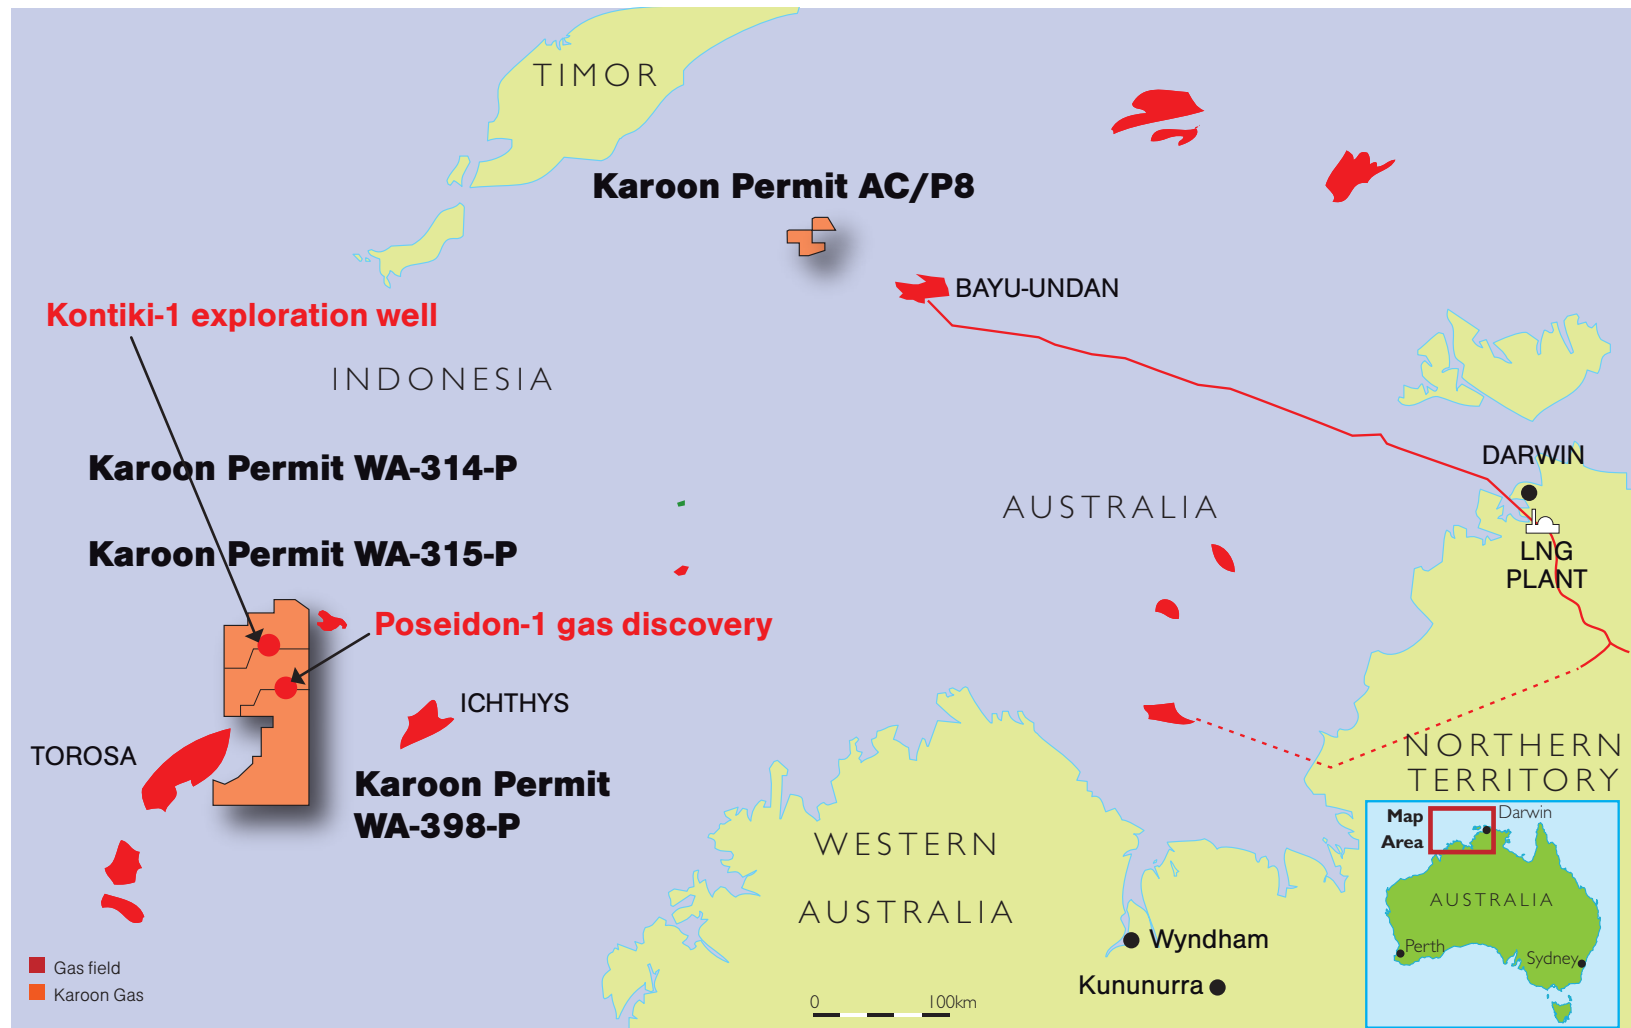 TIMOR
Karoon Permit AC/P8
BAYU-UNDAN
Kontiki-1 exploration well
INDONESIA
Karoon Permit WA-314-P
DARWIN
AUSTRALIA
Karoon Permit WA-315-P
LNG
PLANT
Poseidon-1 gas discovery
ICHTHYS
TOROSA
NORTHERN
TERRITORY
Karoon Permit
WA-398-P
WESTERN
AUSTRALIA
Wyndham
Kununurra
Map
Area
Darwin
AUSTRALIA
Perth
Sydney
Gas field
Karoon Gas
0 100km